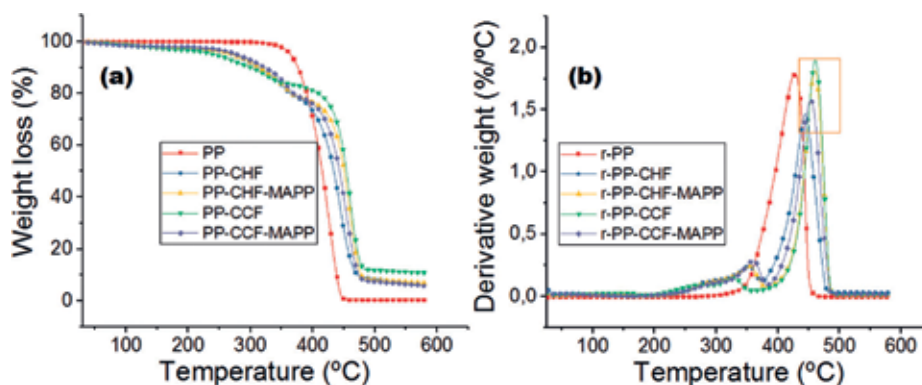 (a)
Weight loss (%)
100
80
60
40
20
0
PP
PP-CHF
PP-CHF-MAPP
PP-CCF
PP-CCF-MAPP
100 200 300 400 500 600
Temperature (ºC)
(b)
Derivative weight (%/ºC)
2,0
1,5
1,0
0,5
0,0
r-PP
r-PP-CHF
r-PP-CHF-MAPP
r-PP-CCF
r-PP-CCF-MAPP
100 200 300 400 500 600
Temperature (ºC)